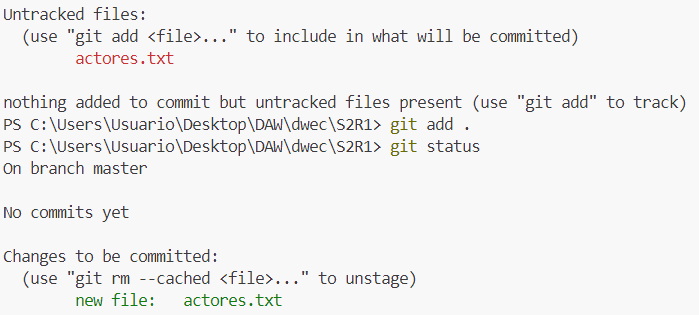 Untracked files:
  (use "git add <file>..." to include in what will be committed)
        actores.txt

nothing added to commit but untracked files present (use "git add" to track)
PS C:\Users\Usuario\Desktop\DAW\dwec\S2R1> git add .
PS C:\Users\Usuario\Desktop\DAW\dwec\S2R1> git status
On branch master

No commits yet

Changes to be committed:
  (use "git rm --cached <file>..." to unstage)
        new file:   actores.txt